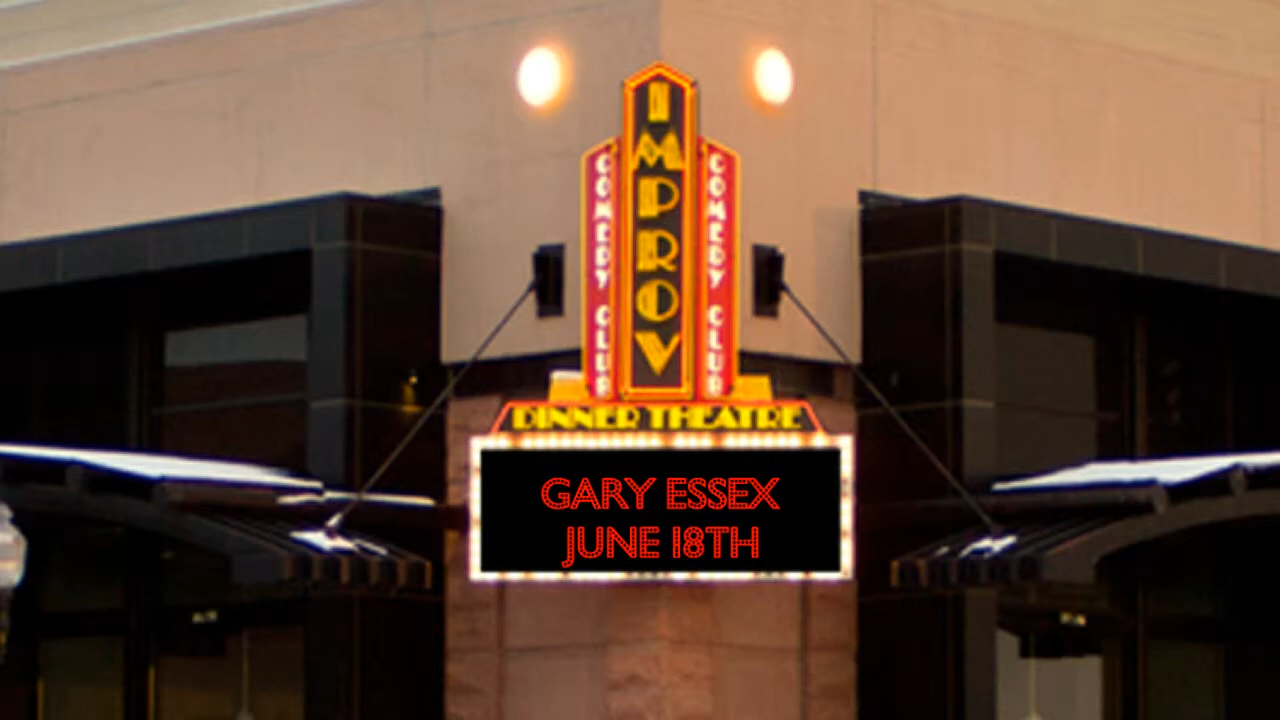 IMPROV
COMEDY CLUB
COMEDY CLUB
DINNER THEATRE
GARY ESSEX
JUNE 18TH